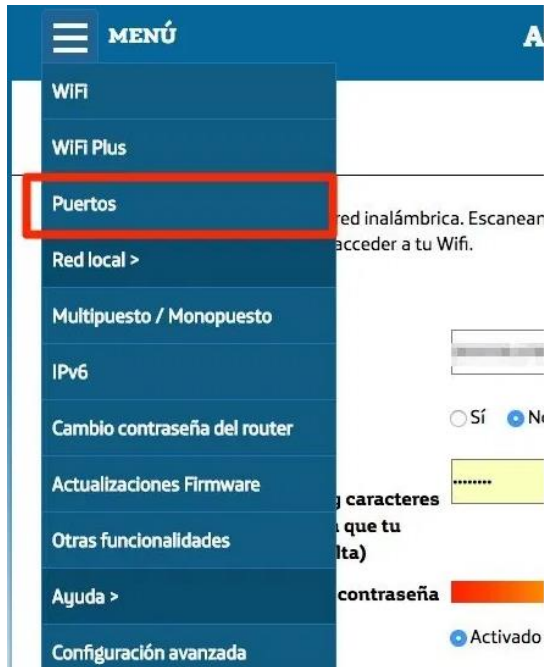 MENÚ
A
WiFi
WiFi Plus
Puertos
red inalámbrica. Escanear
acceder a tu Wifi.
Red local >
Multipuesto / Monopuesto
IPv6
Sí No
Cambio contraseña del router
Actualizaciones Firmware
........
y caracteres
que tu
lta)
Otras funcionalidades
Ayuda >
contraseña
Activado
Configuración avanzada